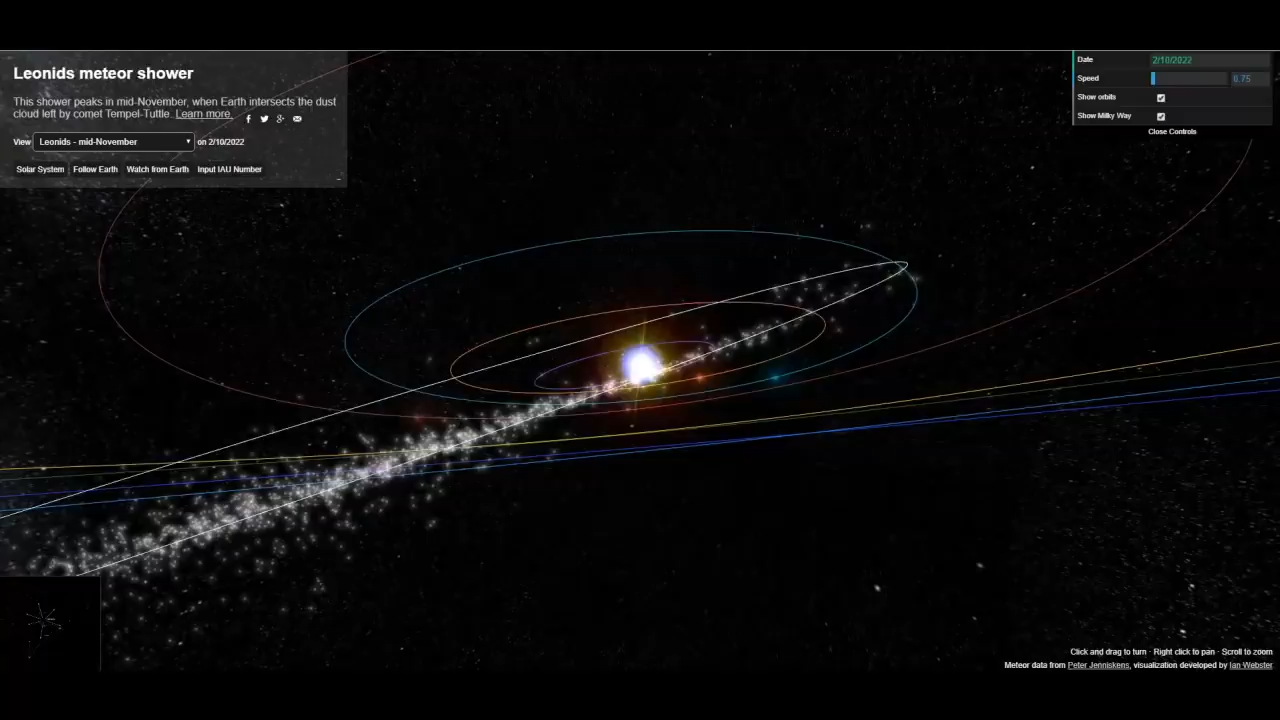 Leonids meteor shower
This shower peaks in mid-November, when Earth intersects the dust
cloud left by comet Tempel-Tuttle. Learn more.
View Leonids - mid-November on 2/10/2022
Solar System Follow Earth Watch from Earth Input IAU Number
Date 2/10/2022
Speed 0.75
Show orbits
Show Milky Way
Close Controls
Click and drag to turn · Right click to pan · Scroll to zoom
Meteor data from Peter Jenniskens, visualization developed by Ian Webster